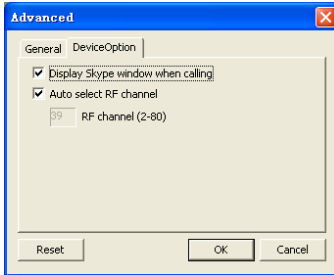 Advanced
General DeviceOption
Display Skype window when calling
Auto select RF channel
39 RF channel (2-80)
Reset OK Cancel